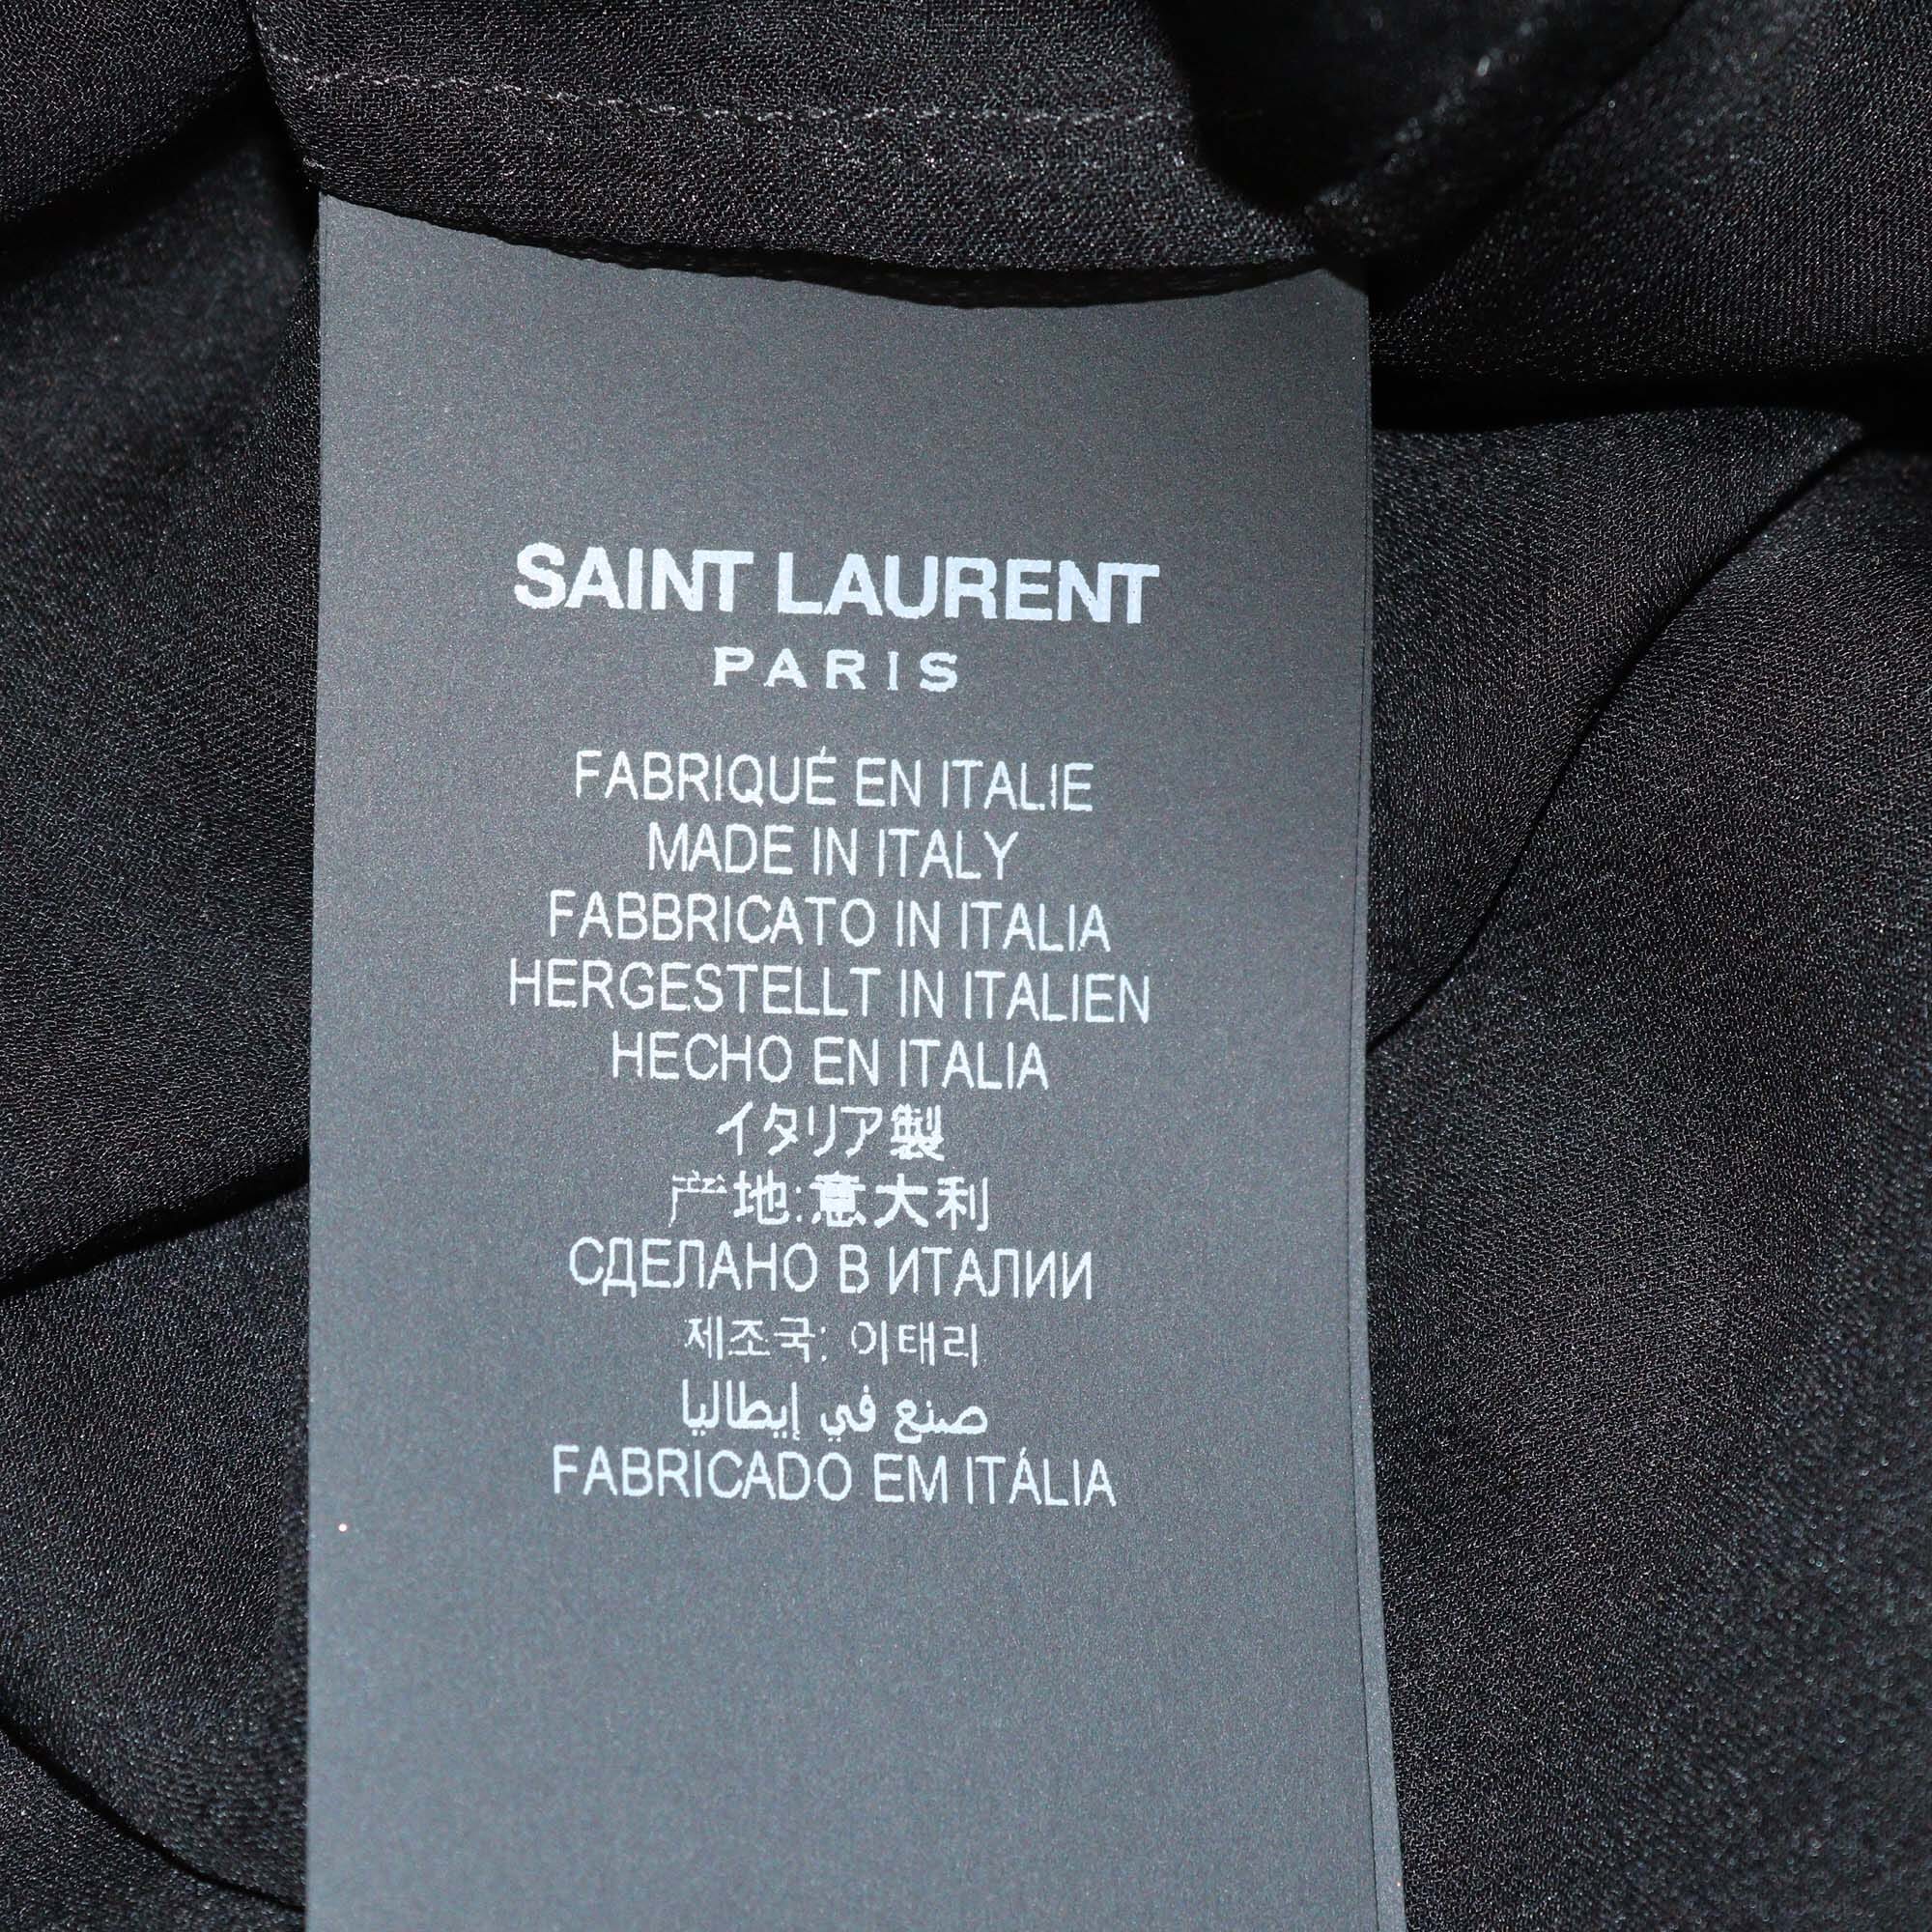 SAINT LAURENT
PARIS
FABRIQUÉ EN ITALIE
MADE IN ITALY
FABBRICATO IN ITALIA
HERGESTELLT IN ITALIEN
HECHO EN ITALIA
イタリア製
产地:意大利
СДЕЛАНО В ИТАЛИИ
제조국: 이태리
صنع في إيطاليا
FABRICADO EM ITÁLIA